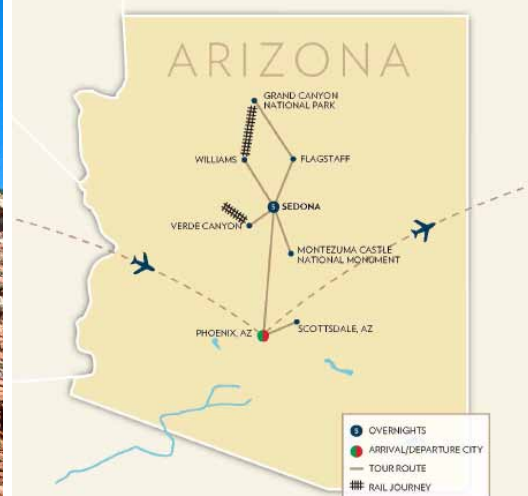 ARIZONA
GRAND CANYON
NATIONAL PARK
WILLIAMS
FLAGSTAFF
5 SEDONA
VERDE CANYON
MONTEZUMA CASTLE
NATIONAL MONUMENT
PHOENIX, AZ
SCOTTSDALE, AZ
5 OVERNIGHTS
ARRIVAL/DEPARTURE CITY
TOUR ROUTE
RAIL JOURNEY